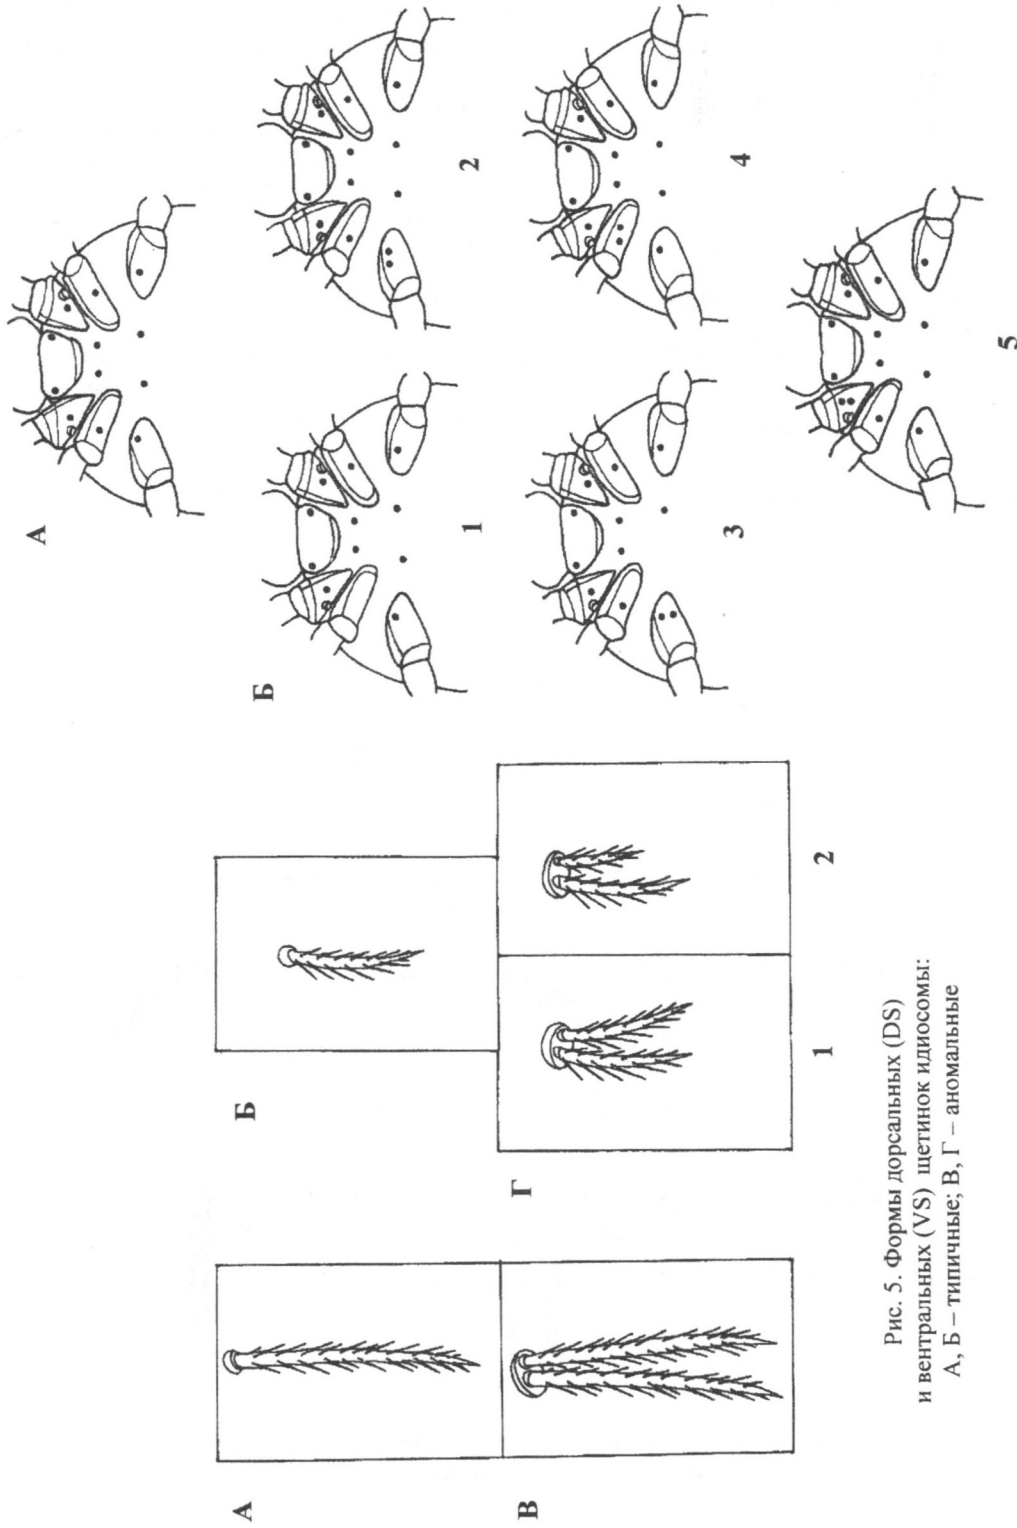 А
Б
В
Г
1
2
Рис. 5. Формы дорсальных (DS)
и вентральных (VS) щетинок идиосомы:
А, Б – типичные; В, Г – аномальные
А
Б
1
2
3
4
5